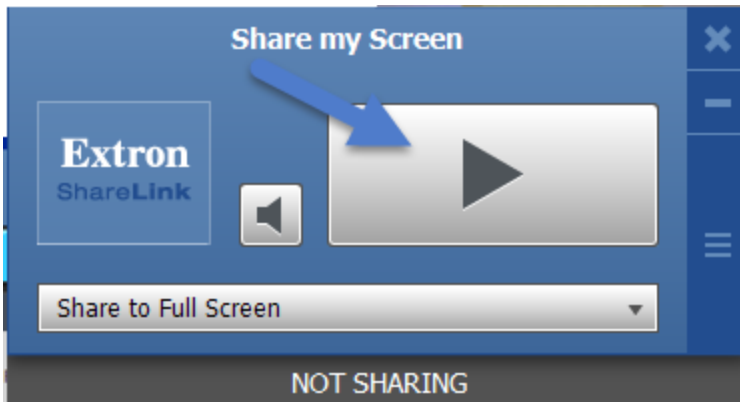 Share my Screen
Extron
ShareLink
Share to Full Screen
NOT SHARING